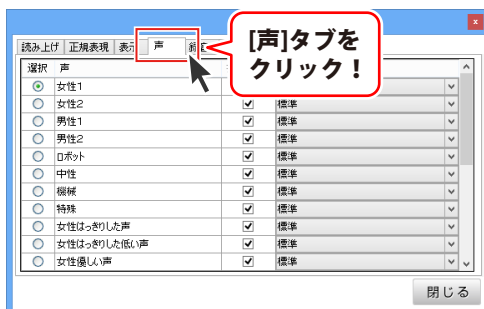 [声]タブを
クリック！
読み上げ 正規表現 表示 声
選択 声
女性1
女性2 標準
男性1 標準
男性2 標準
ロボット 標準
中性 標準
機械 標準
特殊 標準
女性はっきりした声 標準
女性はっきりした低い声 標準
女性優しい声 標準
閉じる